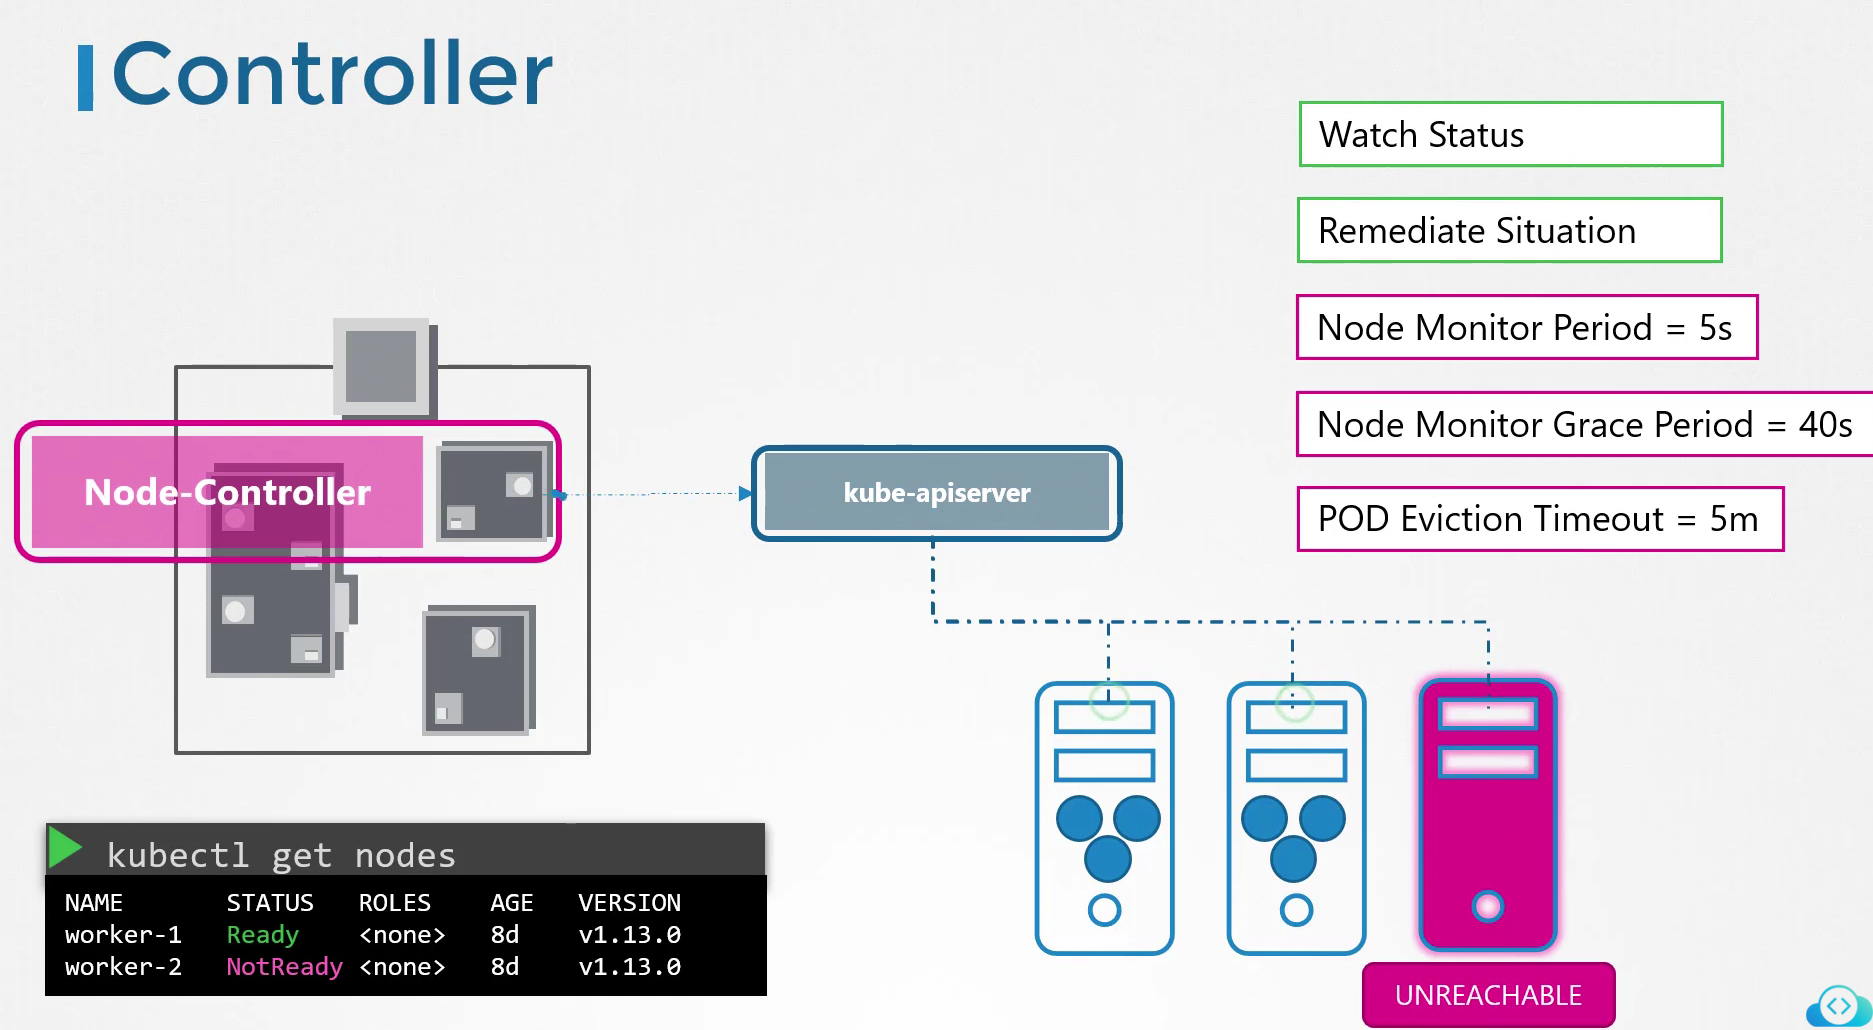 Controller
Watch Status
Remediate Situation
Node Monitor Period = 5s
Node Monitor Grace Period = 40s
POD Eviction Timeout = 5m
Node-Controller
kube-apiserver
kubectl get nodes
NAME STATUS ROLES AGE VERSION
worker-1 Ready <none> 8d v1.13.0
worker-2 NotReady <none> 8d v1.13.0
UNREACHABLE